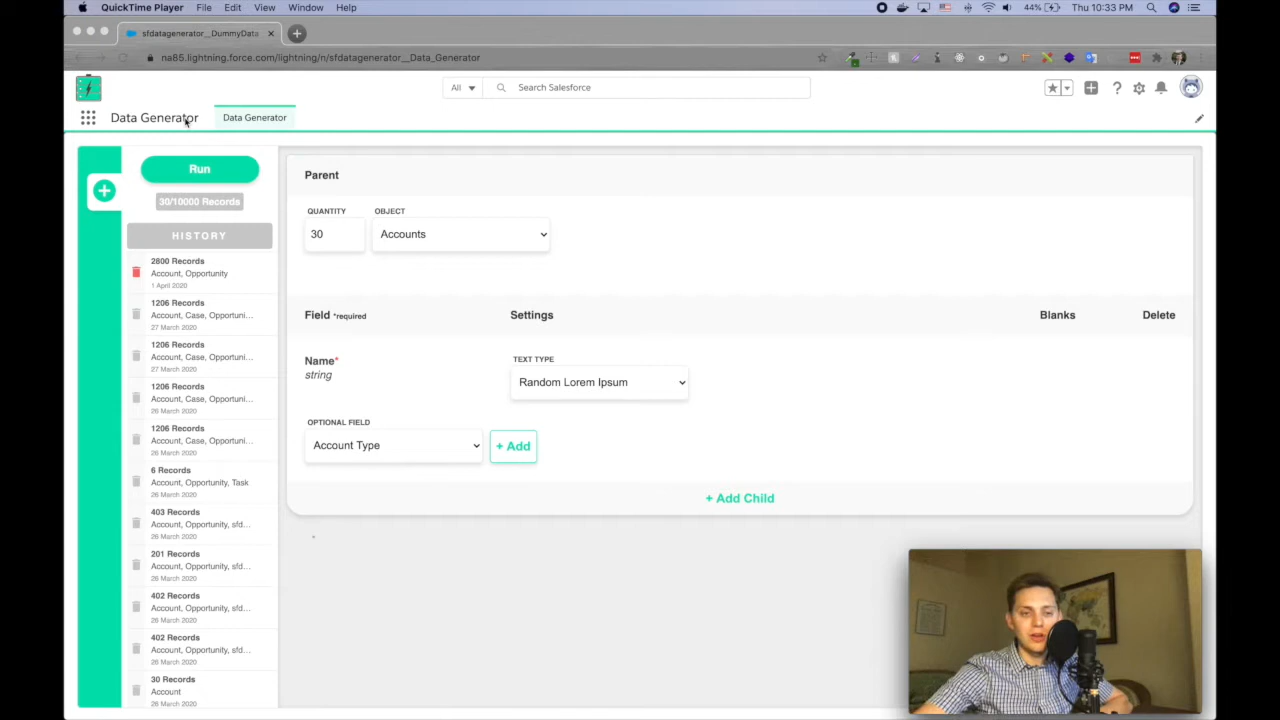 QuickTime Player File Edit View Window Help
44% Thu 10:33 PM
sfdatagenerator__DummyData
na85.lightning.force.com/lightning/n/sfdatagenerator__Data_Generator
All Search Salesforce
Data Generator Data Generator
Run
30/10000 Records
HISTORY
2800 Records
Account, Opportunity
1 April 2020
1206 Records
Account, Case, Opportuni...
27 March 2020
1206 Records
Account, Case, Opportuni...
27 March 2020
1206 Records
Account, Case, Opportuni...
26 March 2020
1206 Records
Account, Case, Opportuni...
26 March 2020
6 Records
Account, Opportunity, Task
26 March 2020
403 Records
Account, Opportunity, sfd...
26 March 2020
201 Records
Account, Opportunity, sfd...
26 March 2020
402 Records
Account, Opportunity, sfd...
26 March 2020
402 Records
Account, Opportunity, sfd...
26 March 2020
30 Records
Account
26 March 2020
Parent
QUANTITY OBJECT
30 Accounts
Field *required Settings Blanks Delete
Name* TEXT TYPE
string Random Lorem Ipsum
OPTIONAL FIELD
Account Type + Add
+ Add Child